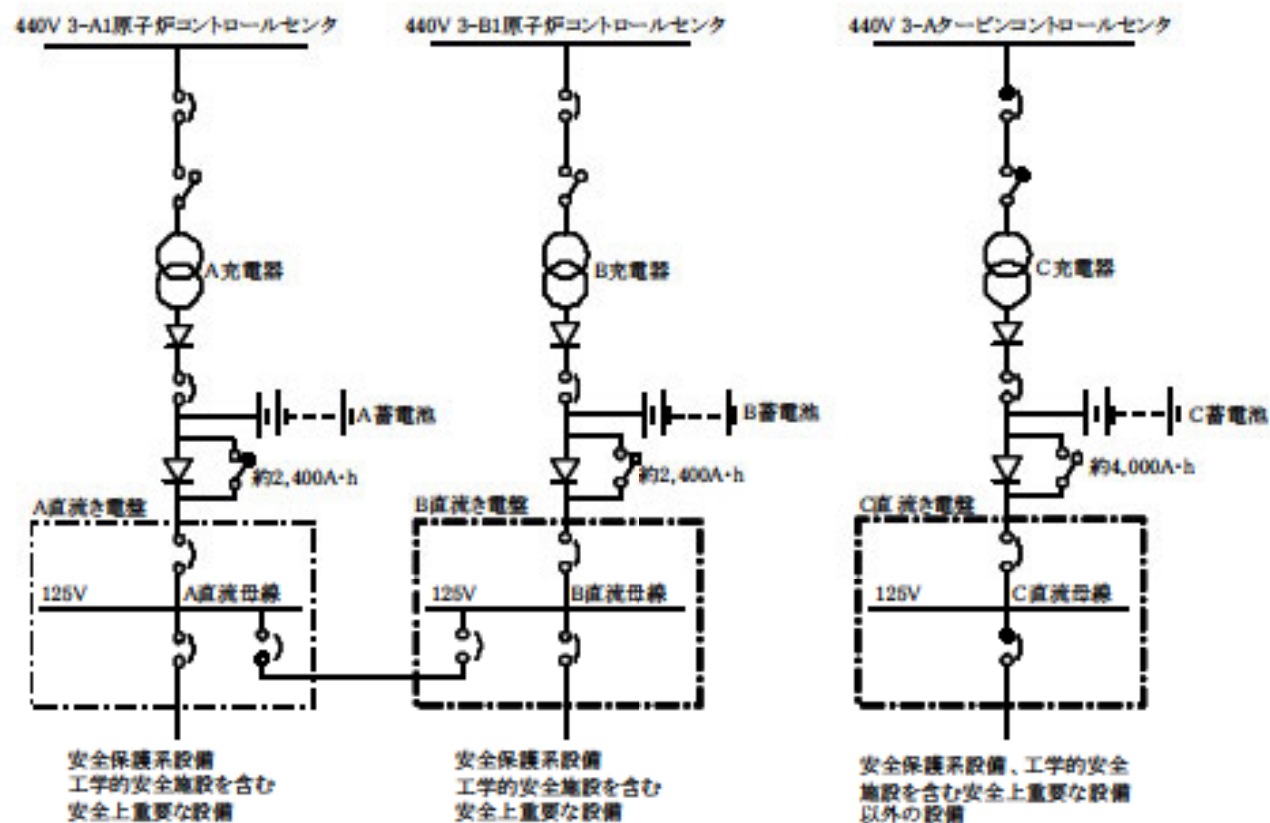 440V 3-A1原子炉コントロールセンタ
440V 3-B1原子炉コントロールセンタ
440V 3-Aタービンコントロールセンタ
A充電器
B充電器
C充電器
A蓄電池
B蓄電池
C蓄電池
約2,400A・h
約2,400A・h
約4,000A・h
A直流き電盤
B直流き電盤
C直流き電盤
125V
A直流母線
125V
B直流母線
125V
C直流母線
安全保護系設備
工学的安全施設を含む
安全上重要な設備
安全保護系設備
工学的安全施設を含む
安全上重要な設備
安全保護系設備、工学的安全
施設を含む安全上重要な設備
以外の設備